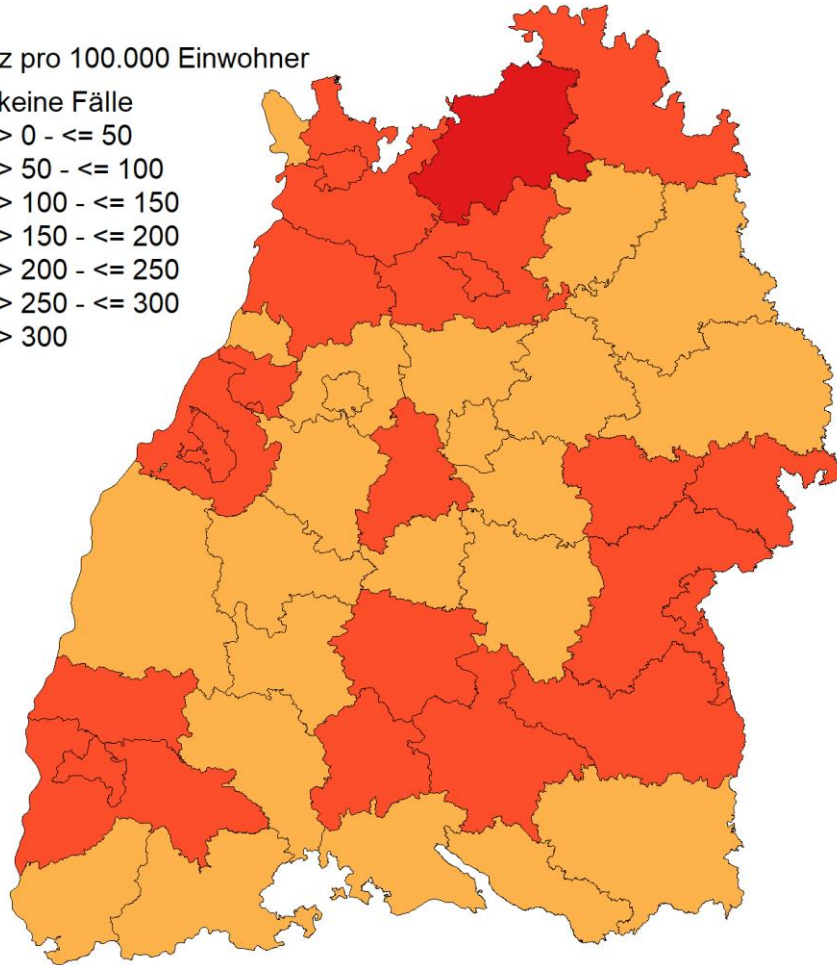 z pro 100.000 Einwohner
keine Fälle
> 0 - <= 50
> 50 - <= 100
> 100 - <= 150
> 150 - <= 200
> 200 - <= 250
> 250 - <= 300
> 300